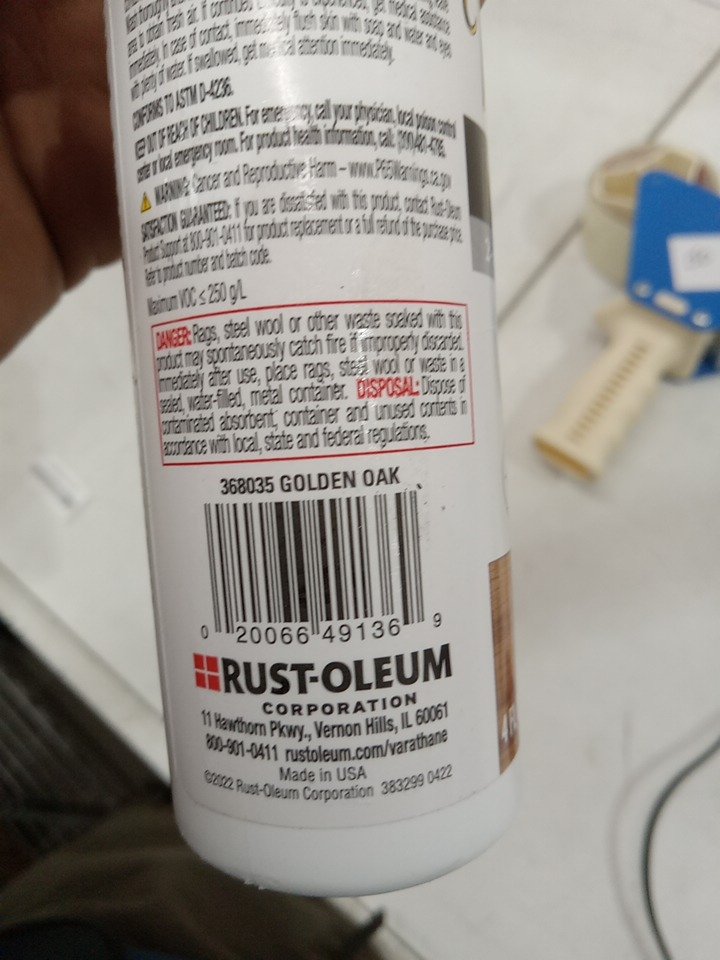 area to obtain fresh air. If continued
immediately. In case of contact, immediately flush skin with soap and water and eyes
with plenty of water. If swallowed, get medical attention immediately.
CONFORMS TO ASTM D-4236.
KEEP OUT OF REACH OF CHILDREN. For emergency, call your physician, local poison control
center or local emergency room. For product health information, call:
WARNING: Cancer and Reproductive Harm – www.P65Warnings.ca.gov
SATISFACTION GUARANTEED: If you are dissatisfied with this product, contact Rust-Oleum
Product Support at 800-901-0411 for product replacement or a full refund of the purchase price.
Refer to product number and batch code.
Maximum VOC ≤ 250 g/L
DANGER: Rags, steel wool or other waste soaked with this
product may spontaneously catch fire if improperly discarded.
Immediately after use, place rags, steel wool or waste in a
sealed, water-filled, metal container. DISPOSAL: Dispose of
contaminated absorbent, container and unused contents in
accordance with local, state and federal regulations.
368035 GOLDEN OAK
0 20066 49136 9
RUST-OLEUM
CORPORATION
11 Hawthorn Pkwy., Vernon Hills, IL 60061
800-901-0411 rustoleum.com/varathane
Made in USA
©2022 Rust-Oleum Corporation 383299 0422